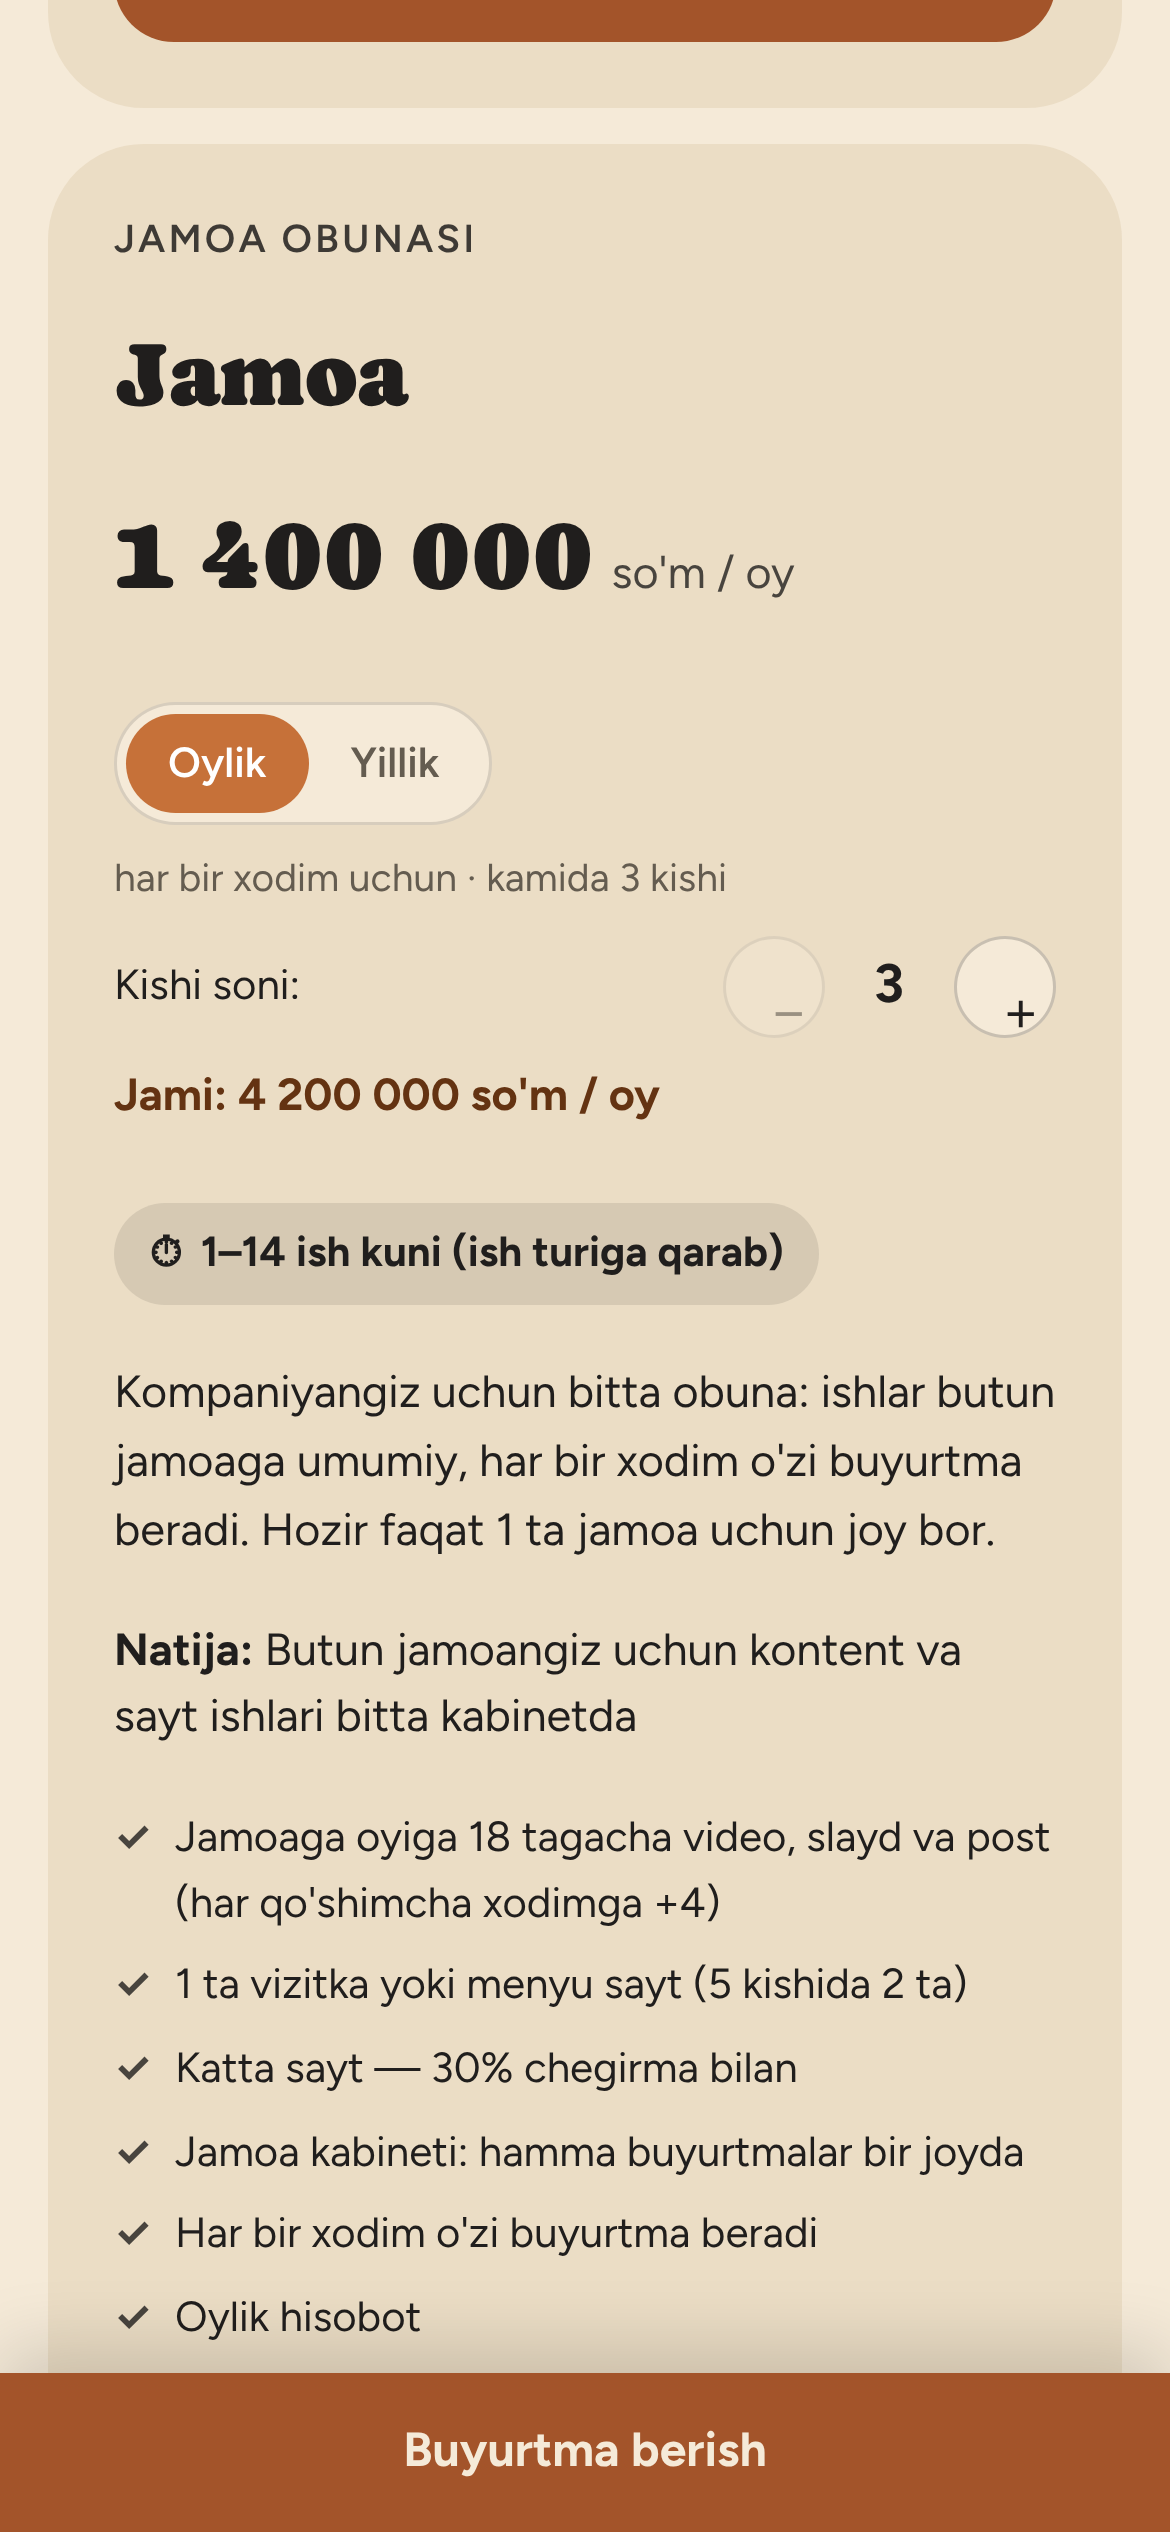 JAMOA OBUNASI
Jamoa
1 400 000 so'm / oy
Oylik Yillik
har bir xodim uchun · kamida 3 kishi
Kishi soni: − 3 +
Jami: 4 200 000 so'm / oy
⏱ 1–14 ish kuni (ish turiga qarab)
Kompaniyangiz uchun bitta obuna: ishlar butun
jamoaga umumiy, har bir xodim o'zi buyurtma
beradi. Hozir faqat 1 ta jamoa uchun joy bor.
Natija: Butun jamoangiz uchun kontent va
sayt ishlari bitta kabinetda
✓ Jamoaga oyiga 18 tagacha video, slayd va post
(har qo'shimcha xodimga +4)
✓ 1 ta vizitka yoki menyu sayt (5 kishida 2 ta)
✓ Katta sayt — 30% chegirma bilan
✓ Jamoa kabineti: hamma buyurtmalar bir joyda
✓ Har bir xodim o'zi buyurtma beradi
✓ Oylik hisobot
Buyurtma berish